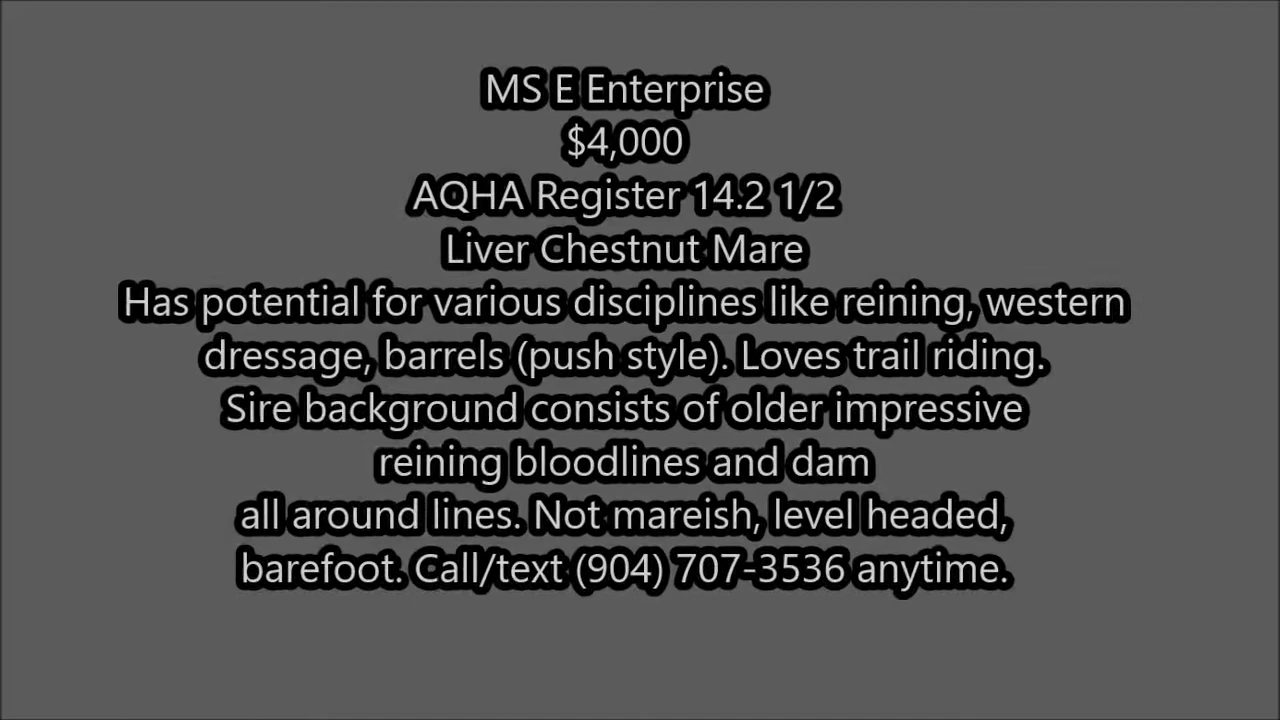 MS E Enterprise
$4,000
AQHA Register 14.2 1/2
Liver Chestnut Mare
Has potential for various disciplines like reining, western
dressage, barrels (push style). Loves trail riding.
Sire background consists of older impressive
reining bloodlines and dam
all around lines. Not mareish, level headed,
barefoot. Call/text (904) 707-3536 anytime.